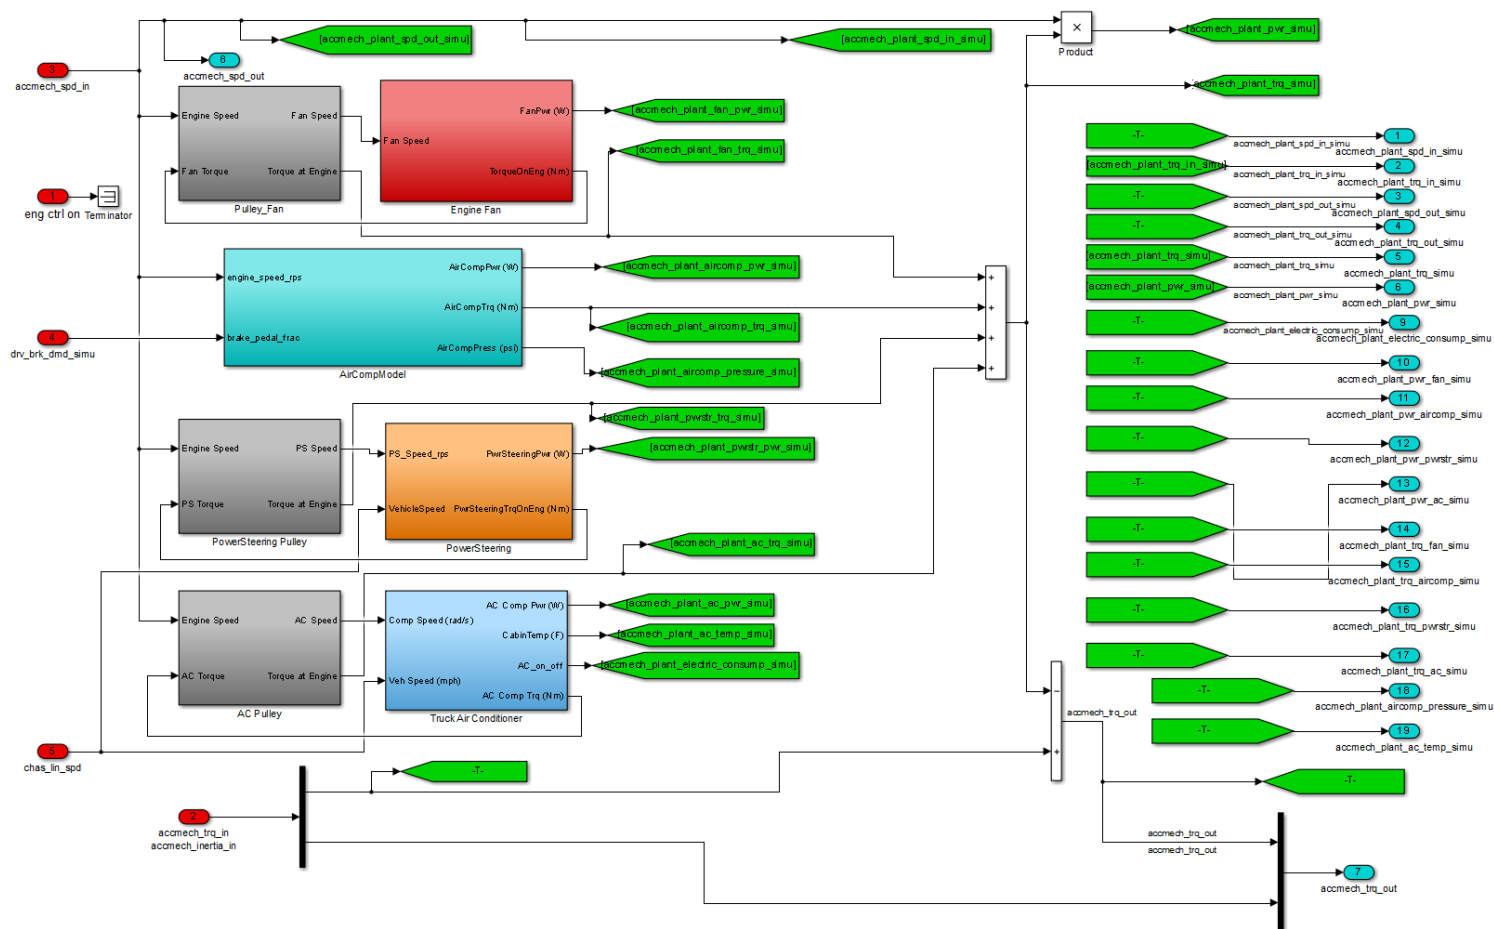 [accmech_plant_spd_out_simu]
[accmech_plant_spd_in_simu]
×
Product
[accmech_plant_pwr_simu]
8
accmech_spd_out
3
accmech_spd_in
[accmech_plant_trq_simu]
Engine Speed
Fan Speed
Fan Torque
Torque at Engine
Pulley_Fan
Fan Speed
FanPwr (W)
TorqueOnEng (Nm)
Engine Fan
[accmech_plant_fan_pwr_simu]
[accmech_plant_fan_trq_simu]
1
eng ctrl on
Terminator
engine_speed_rps
brake_pedal_frac
AirCompPwr (W)
AirCompTrq (Nm)
AirCompPress (psi)
AirCompModel
[accmech_plant_aircomp_pwr_simu]
[accmech_plant_aircomp_trq_simu]
[accmech_plant_aircomp_pressure_simu]
4
drv_brk_dmd_simu
+
+
+
+
[accmech_plant_pwrstr_trq_simu]
[accmech_plant_pwrstr_pwr_simu]
Engine Speed
PS Speed
PS Torque
Torque at Engine
PowerSteering Pulley
PS_Speed_rps
PwrSteeringPwr (W)
VehicleSpeed
PwrSteeringTrqOnEng (Nm)
PowerSteering
[accmech_plant_ac_trq_simu]
Engine Speed
AC Speed
AC Torque
Torque at Engine
AC Pulley
Comp Speed (rad/s)
Veh Speed (mph)
AC Comp Pwr (W)
CabinTemp (F)
AC_on_off
AC Comp Trq (Nm)
Truck Air Conditioner
[accmech_plant_ac_pwr_simu]
[accmech_plant_ac_temp_simu]
[accmech_plant_electric_consump_simu]
5
chas_lin_spd
2
accmech_trq_in
accmech_inertia_in
-T-
−
+
accmech_trq_out
-T-
accmech_trq_out
accmech_trq_out
7
accmech_trq_out
-T-
accmech_plant_spd_in_simu
1
accmech_plant_spd_in_simu
[accmech_plant_trq_in_simu]
accmech_plant_trq_in_simu
2
accmech_plant_trq_in_simu
-T-
accmech_plant_spd_out_simu
3
accmech_plant_spd_out_simu
-T-
accmech_plant_trq_out_simu
4
accmech_plant_trq_out_simu
[accmech_plant_trq_simu]
accmech_plant_trq_simu
5
accmech_plant_trq_simu
[accmech_plant_pwr_simu]
accmech_plant_pwr_simu
6
accmech_plant_pwr_simu
-T-
accmech_plant_electric_consump_simu
9
accmech_plant_electric_consump_simu
-T-
10
accmech_plant_pwr_fan_simu
-T-
11
accmech_plant_pwr_aircomp_simu
-T-
12
accmech_plant_pwr_pwrstr_simu
-T-
13
accmech_plant_pwr_ac_simu
-T-
14
accmech_plant_trq_fan_simu
-T-
15
accmech_plant_trq_aircomp_simu
-T-
16
accmech_plant_trq_pwrstr_simu
-T-
17
accmech_plant_trq_ac_simu
-T-
18
accmech_plant_aircomp_pressure_simu
-T-
19
accmech_plant_ac_temp_simu